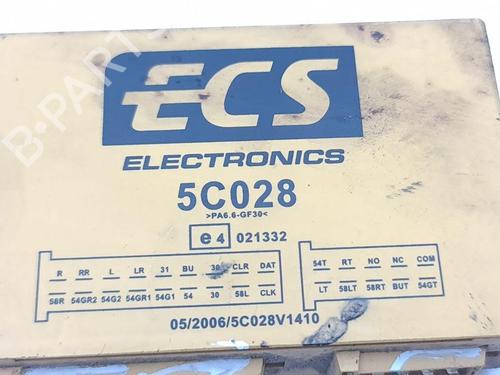 ECS
ELECTRONICS
5C028
>PA6.6-GF30<
e4 021332
R RR L LR 31 BU 30 CLR DAT
58R 54GR2 54G2 54GR1 54G1 54 30 58L CLK
54T RT NO NC COM
LT 58LT 58RT BUT 54GT
05/2006/5C028V1410
B-PARTS